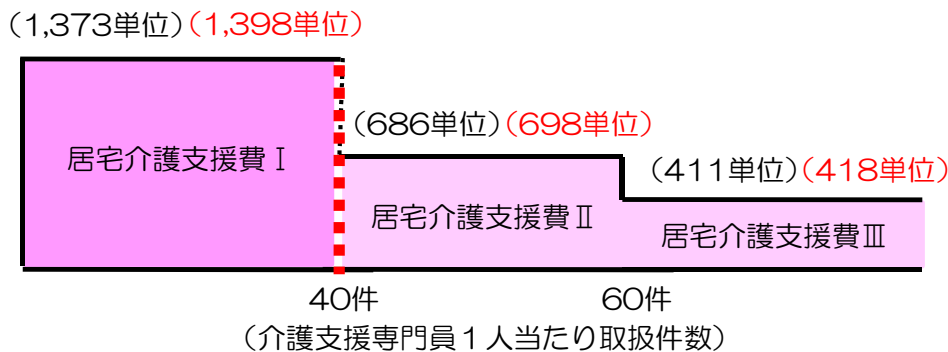 (1,373単位)(1,398単位)
(686単位)(698単位)
(411単位)(418単位)
居宅介護支援費Ⅰ
居宅介護支援費Ⅱ
居宅介護支援費Ⅲ
40件
60件
(介護支援専門員1人当たり取扱件数)